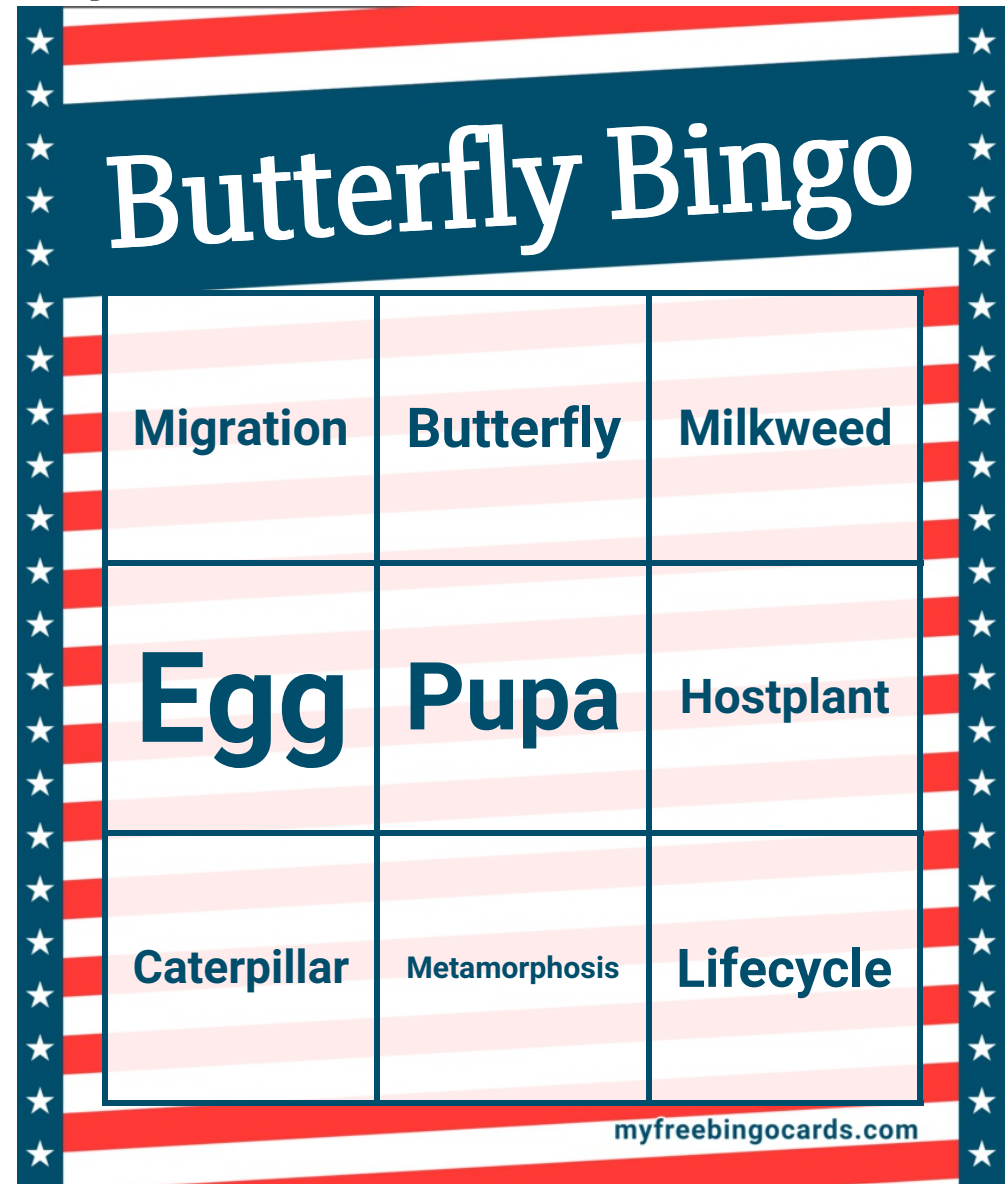 Butterfly Bingo
Migration Butterfly Milkweed
Egg Pupa Hostplant
Caterpillar Metamorphosis Lifecycle
myfreebingocards.com